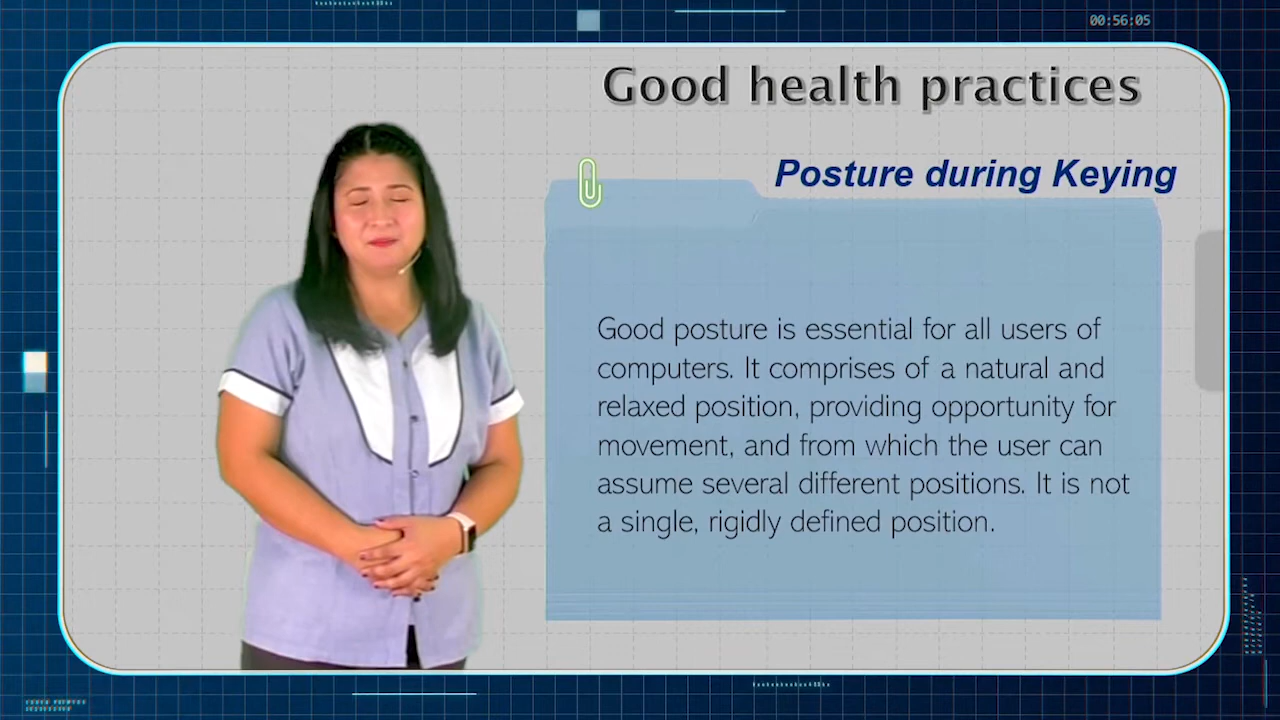 00:56:05
Good health practices
Posture during Keying
Good posture is essential for all users of
computers. It comprises of a natural and
relaxed position, providing opportunity for
movement, and from which the user can
assume several different positions. It is not
a single, rigidly defined position.